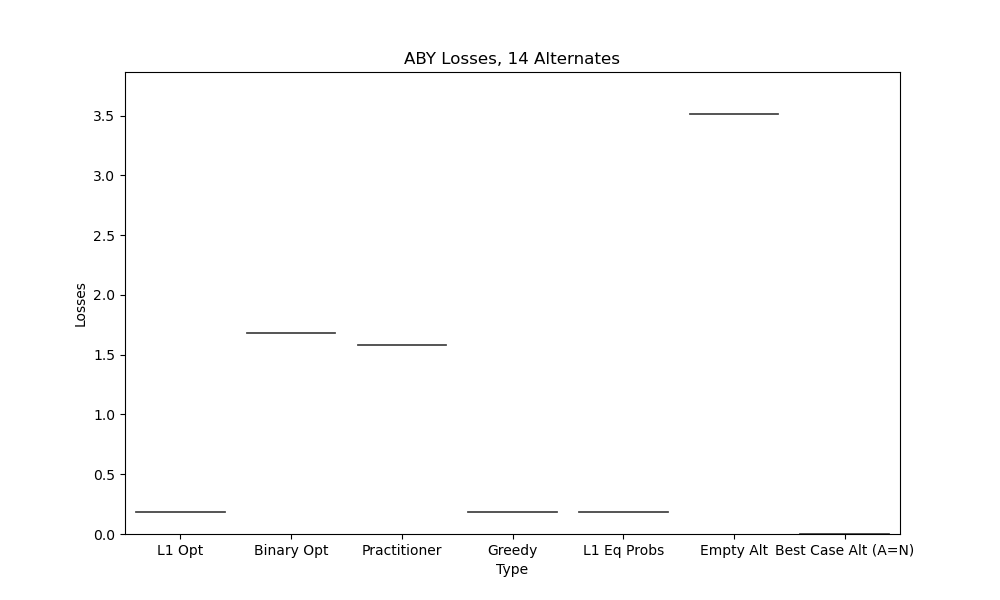 ABY Losses, 14 Alternates
3.5
3.0
2.5
2.0
1.5
1.0
0.5
0.0
Losses
L1 Opt
Binary Opt
Practitioner
Greedy
L1 Eq Probs
Empty Alt
Best Case Alt (A=N)
Type